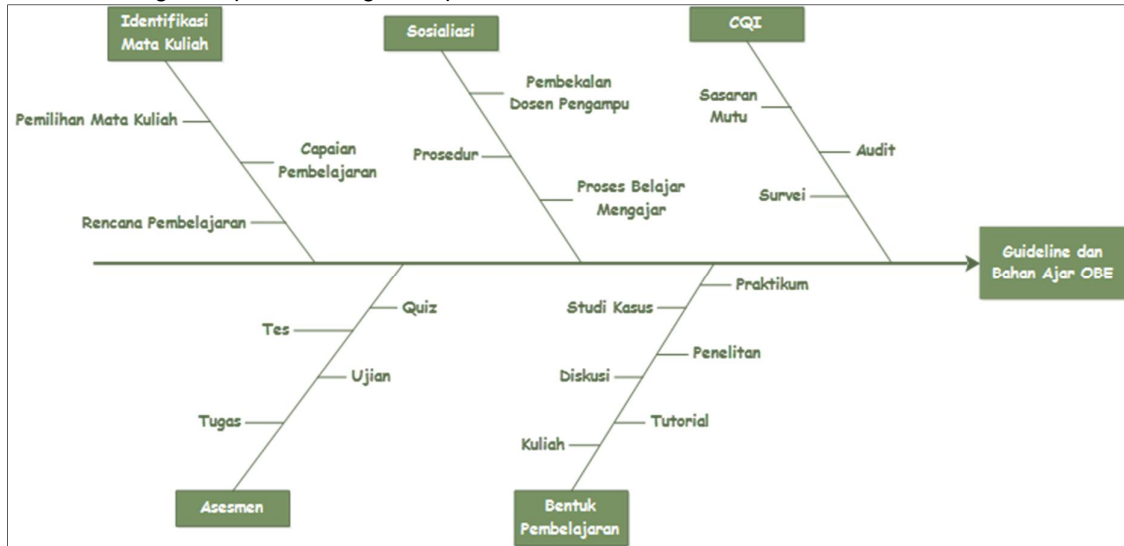 Identifikasi
Mata Kuliah
Sosialiasi
CQI
Pemilihan Mata Kuliah
Capaian
Pembelajaran
Rencana Pembelajaran
Pembekalan
Dosen Pengampu
Prosedur
Proses Belajar
Mengajar
Sasaran
Mutu
Audit
Survei
Guideline dan
Bahan Ajar OBE
Quiz
Tes
Ujian
Tugas
Asesmen
Praktikum
Studi Kasus
Penelitan
Diskusi
Tutorial
Kuliah
Bentuk
Pembelajaran